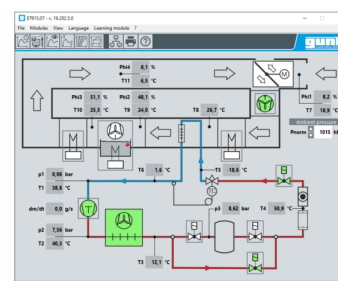 ET915.07 - v. 19.202.5.0
File Modules View Language Learning module ?
gunt
Phi4 8,1 %
T11 6,5 °C
Phi3 51,1 % Phi2 40,1 %
T10 25,5 °C T9 24,0 °C T8 26,7 °C
Phi1 8,2 %
T7 18,9 °C
Ambient pressure
Pnorm 1015 h
M
M
M
M
T6 1,6 °C T5 -18,6 °C
p1 0,06 bar
T1 38,8 °C
TC
dm/dt 0,0 g/s
p3 8,62 bar T4 50,9 °C
p2 7,56 bar
T2 40,3 °C
T3 12,1 °C